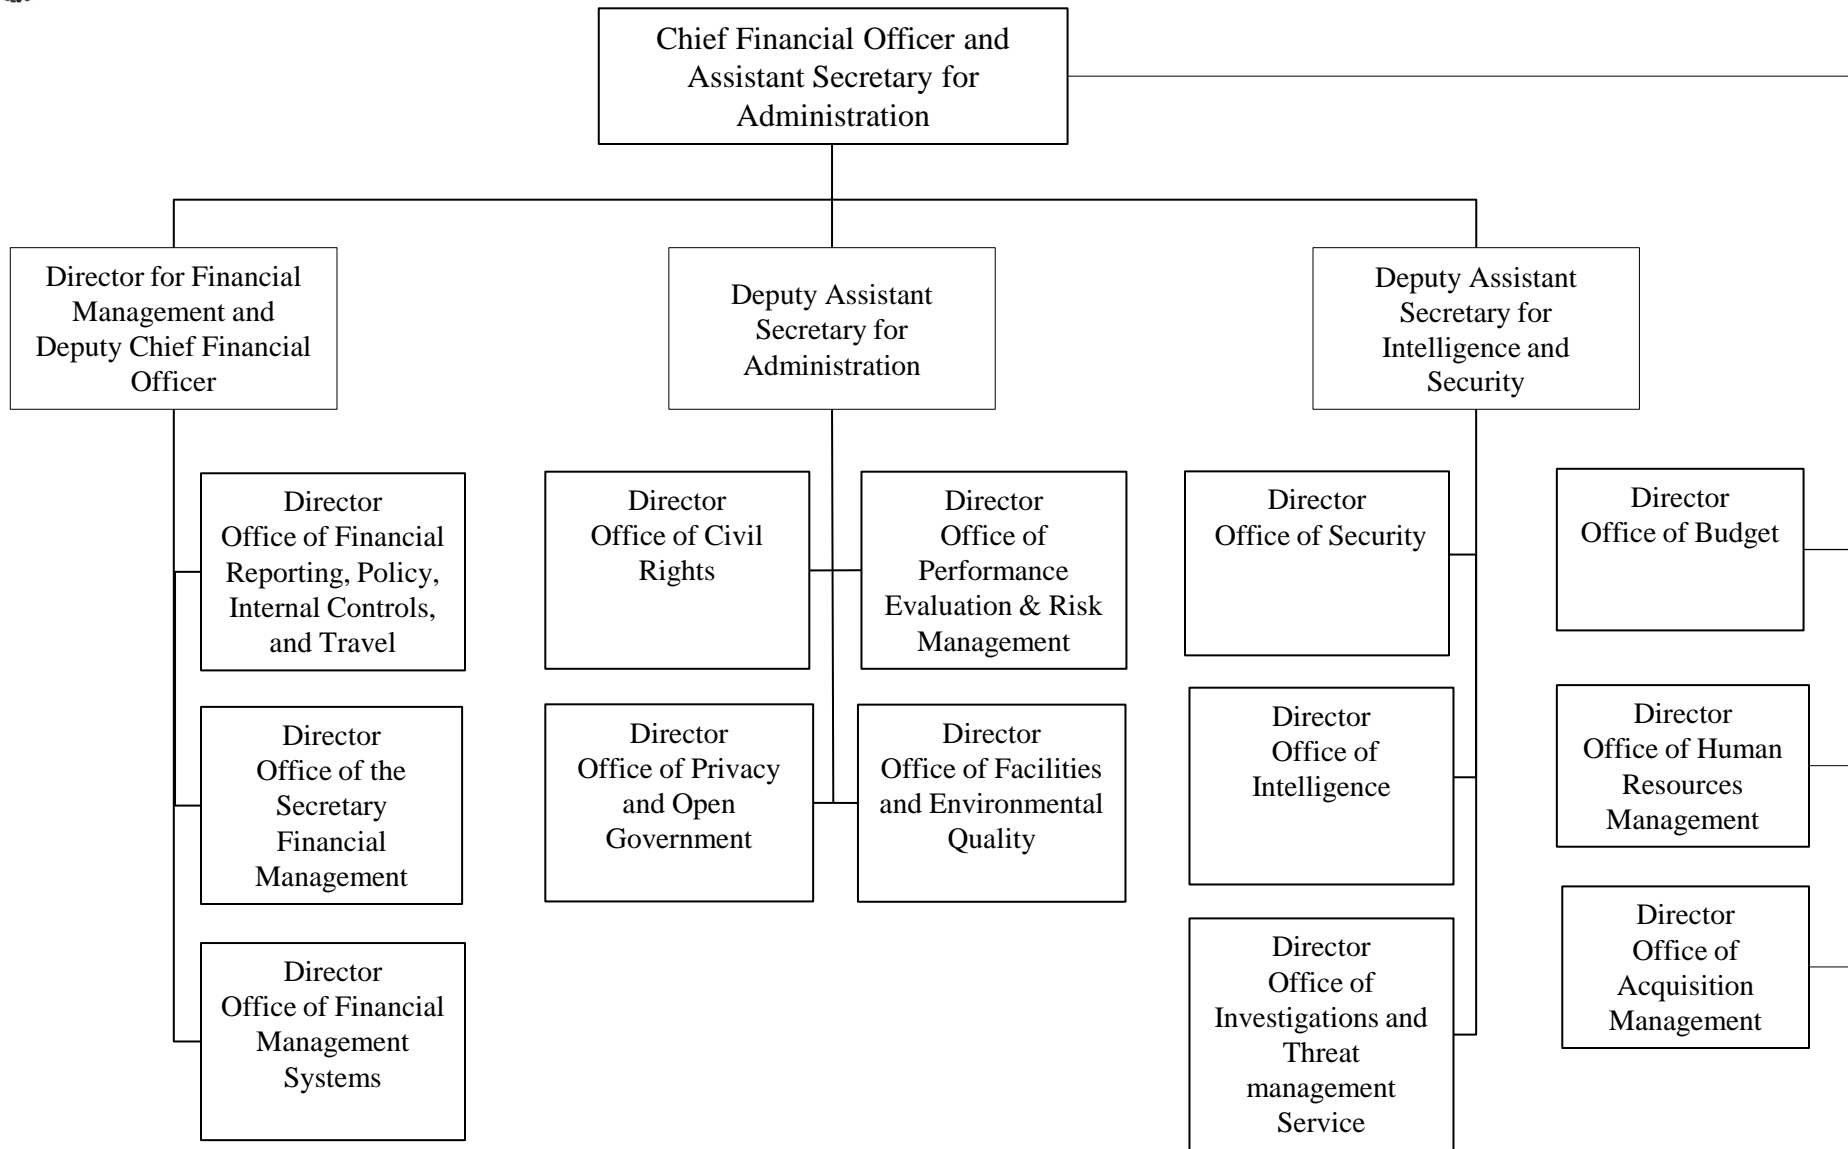 Chief Financial Officer and
Assistant Secretary for
Administration
Director for Financial
Management and
Deputy Chief Financial
Officer
Deputy Assistant
Secretary for
Administration
Deputy Assistant
Secretary for
Intelligence and
Security
Director
Office of Financial
Reporting, Policy,
Internal Controls,
and Travel
Director
Office of the
Secretary
Financial
Management
Director
Office of Financial
Management
Systems
Director
Office of Civil
Rights
Director
Office of
Performance
Evaluation & Risk
Management
Director
Office of Privacy
and Open
Government
Director
Office of Facilities
and Environmental
Quality
Director
Office of Security
Director
Office of
Intelligence
Director
Office of
Investigations and
Threat
management
Service
Director
Office of Budget
Director
Office of Human
Resources
Management
Director
Office of
Acquisition
Management